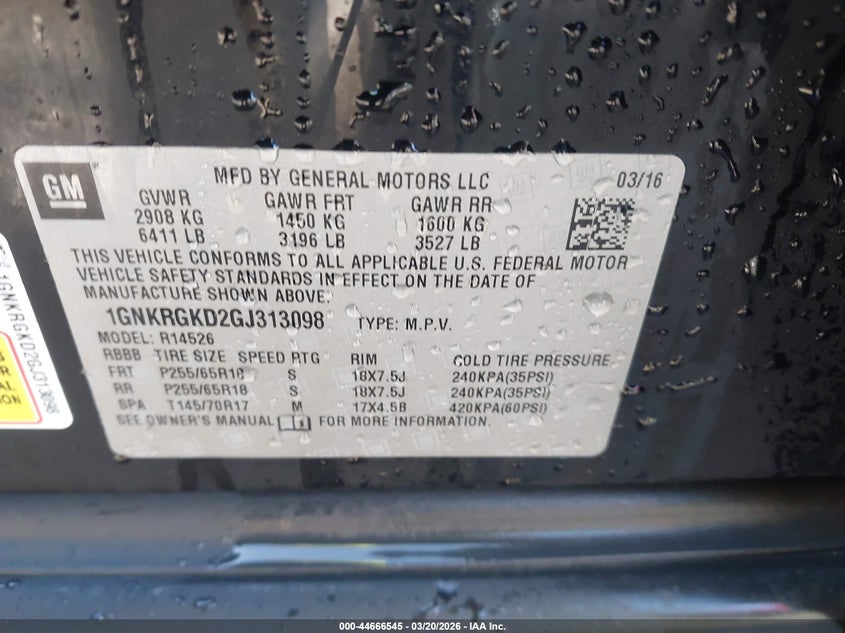 GM
MFD BY GENERAL MOTORS LLC 03/16
GVWR GAWR FRT GAWR RR
2908 KG 1450 KG 1600 KG
6411 LB 3196 LB 3527 LB
THIS VEHICLE CONFORMS TO ALL APPLICABLE U.S. FEDERAL MOTOR
VEHICLE SAFETY STANDARDS IN EFFECT ON THE DATE OF
MANUFACTURE SHOWN ABOVE.
1GNKRGKD2GJ313098 TYPE: M.P.V.
MODEL: R14526
RBBB TIRE SIZE SPEED RTG RIM COLD TIRE PRESSURE
FRT P255/65R18 S 18X7.5J 240KPA(35PSI)
RR P255/65R18 S 18X7.5J 240KPA(35PSI)
SPA T145/70R17 M 17X4.5B 420KPA(60PSI)
SEE OWNER'S MANUAL FOR MORE INFORMATION.
1GNKRGKD2GJ313098
000-44666545 - 03/20/2026 - IAA Inc.